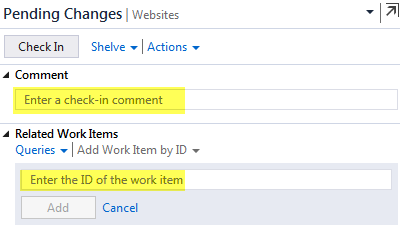 Pending Changes | Websites
Check In Shelve | Actions
Comment
Enter a check-in comment
Related Work Items
Queries | Add Work Item by ID
Enter the ID of the work item
Add Cancel